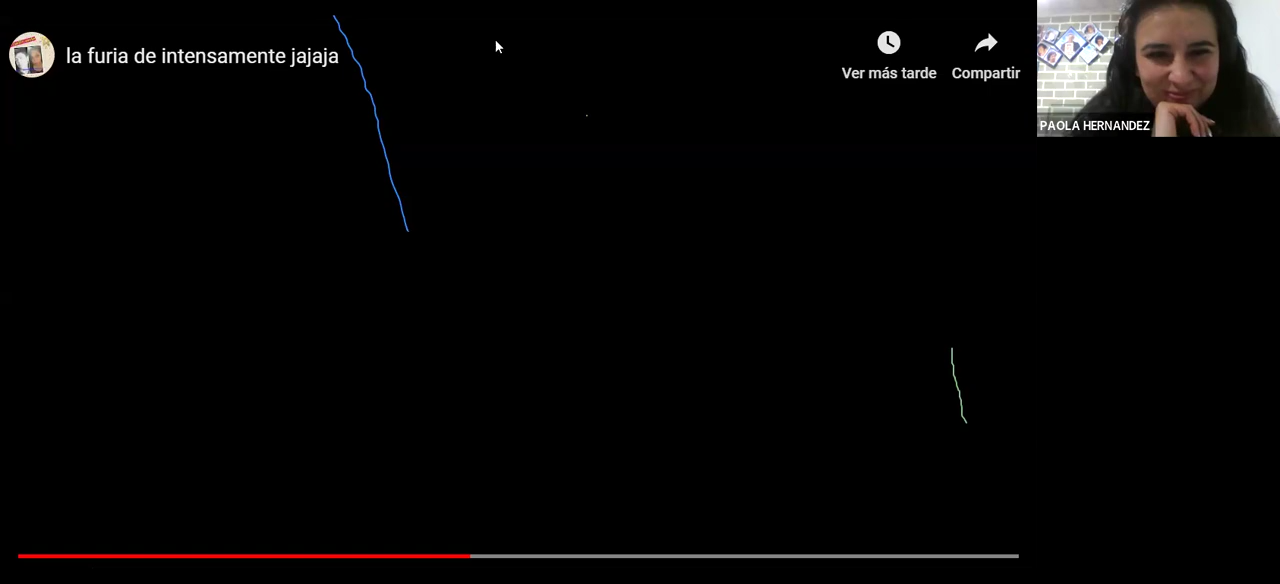 la furia de intensamente jajaja
Ver más tarde
Compartir
PAOLA HERNANDEZ